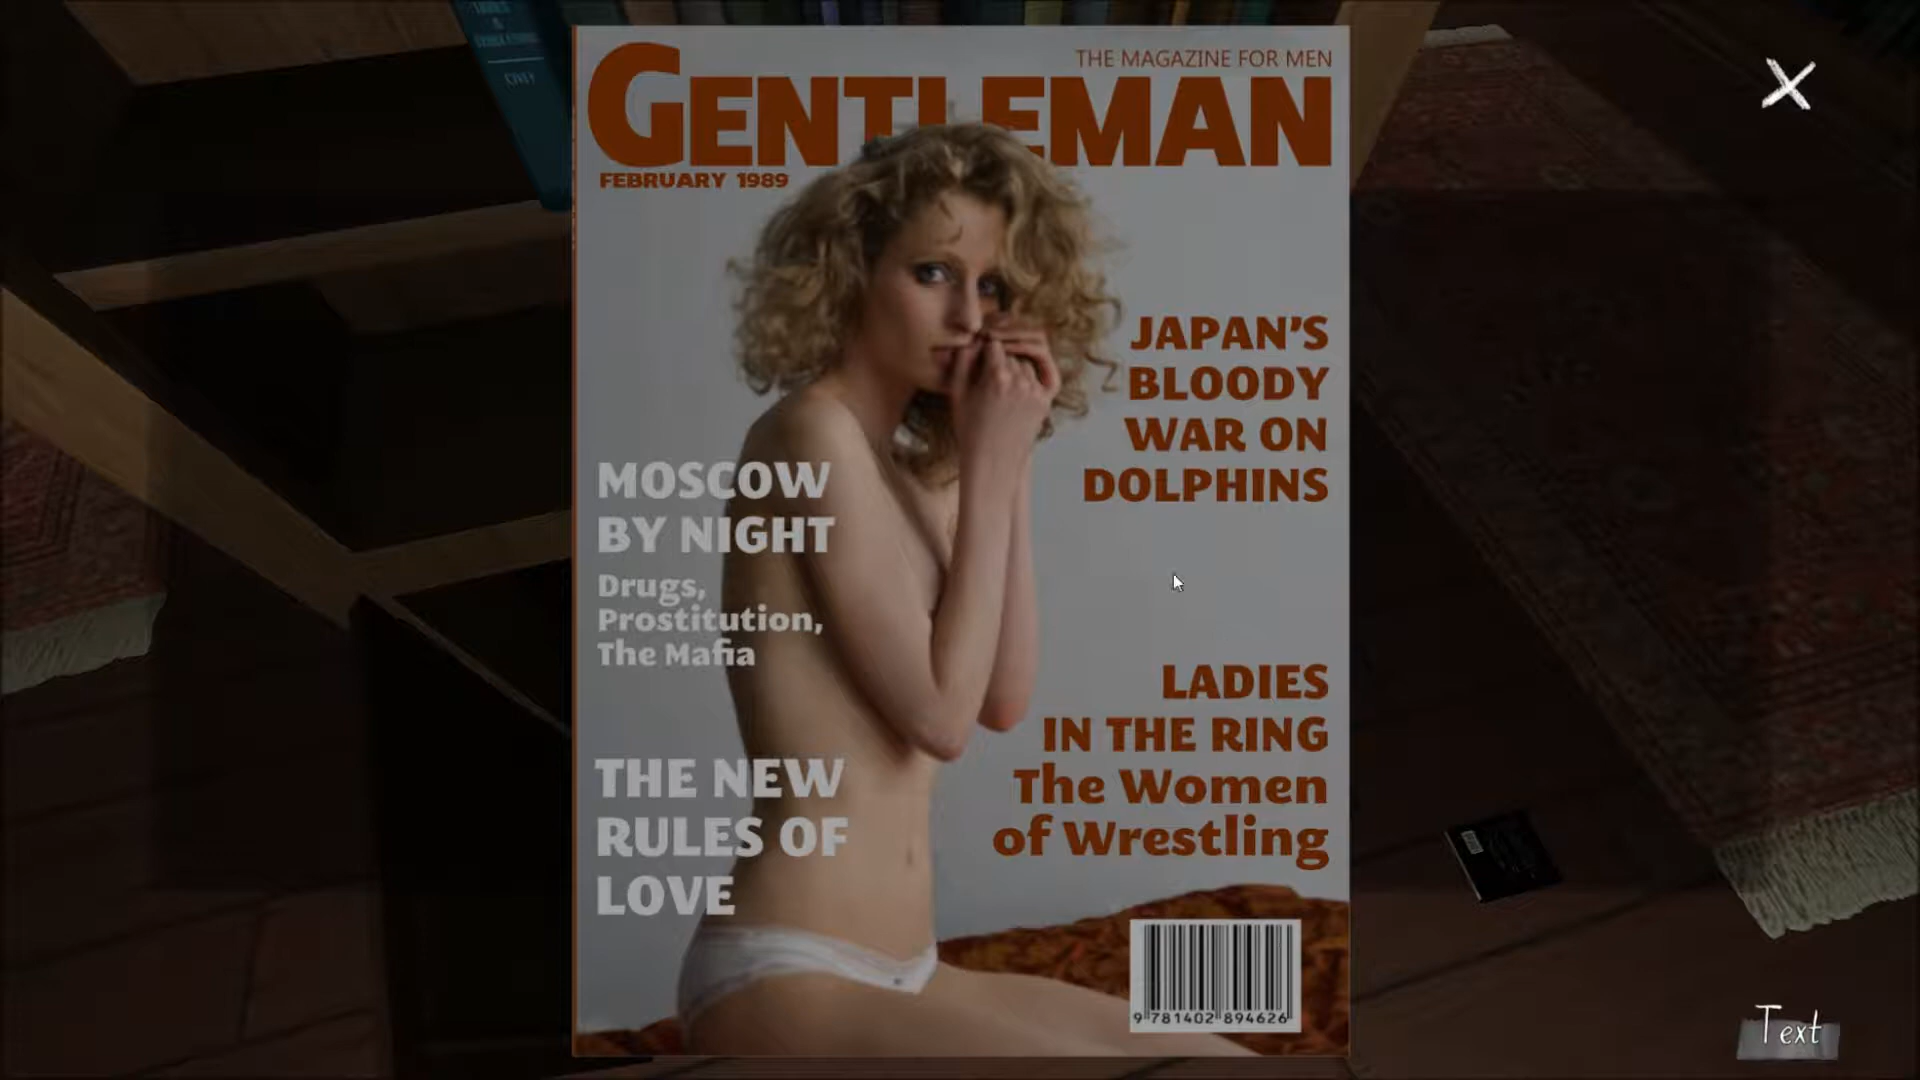 THE MAGAZINE FOR MEN
GENTLEMAN
FEBRUARY 1989
JAPAN'S
BLOODY
WAR ON
DOLPHINS
MOSCOW
BY NIGHT
Drugs,
Prostitution,
The Mafia
LADIES
IN THE RING
The Women
of Wrestling
THE NEW
RULES OF
LOVE
9 781402 894626
Text